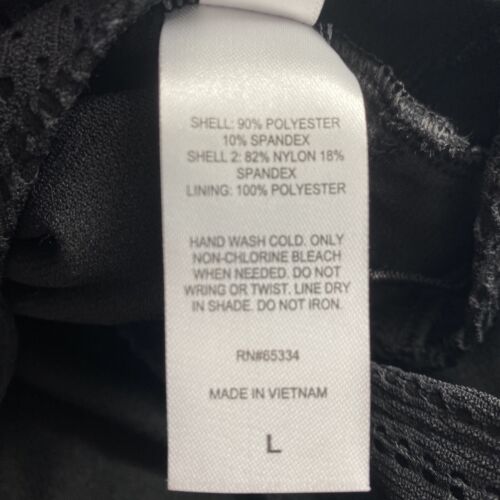 SHELL: 90% POLYESTER
10% SPANDEX
SHELL 2: 82% NYLON 18%
SPANDEX
LINING: 100% POLYESTER
HAND WASH COLD. ONLY
NON-CHLORINE BLEACH
WHEN NEEDED. DO NOT
WRING OR TWIST. LINE DRY
IN SHADE. DO NOT IRON.
RN#65334
MADE IN VIETNAM
L